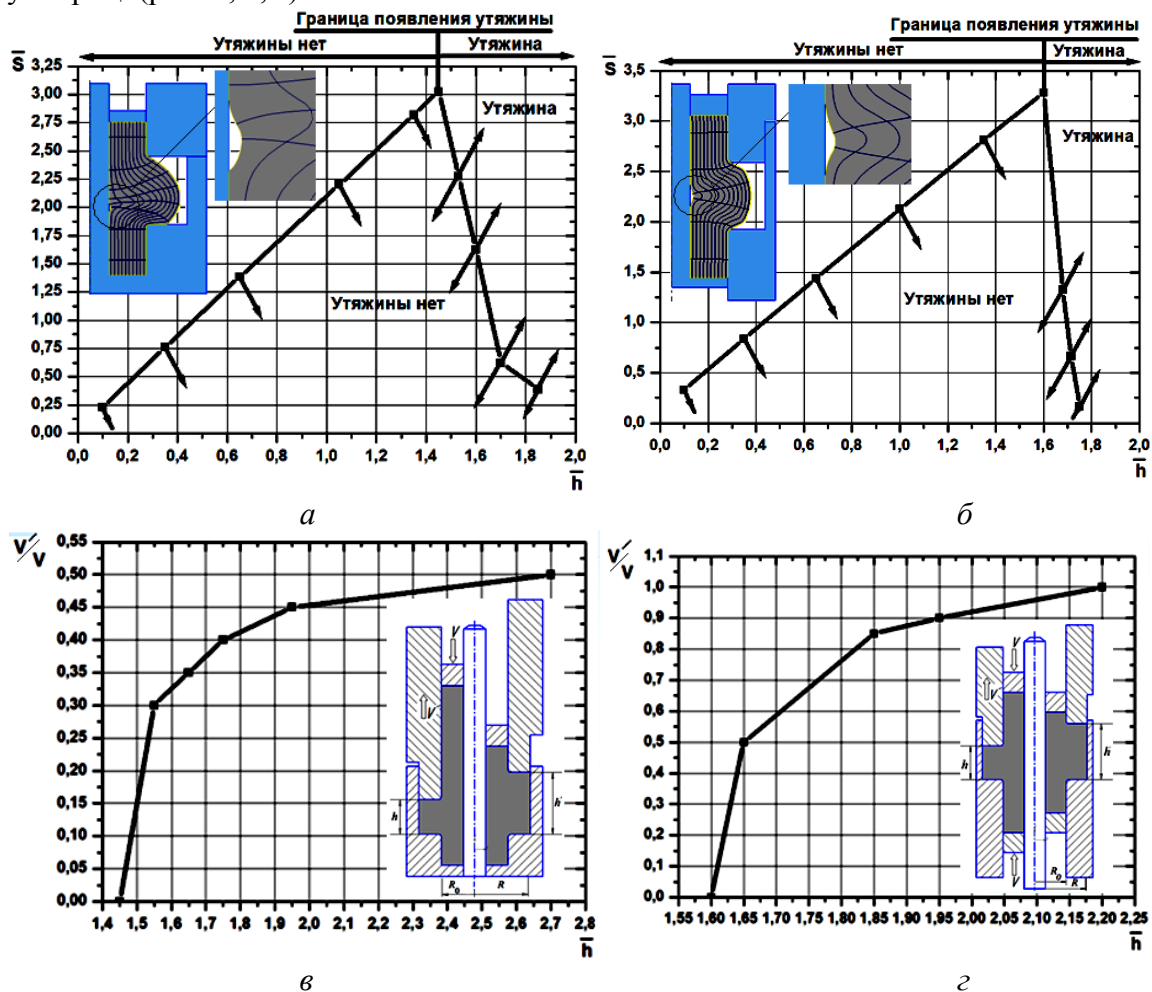 Граница появления утяжины
Утяжины нет
Утяжина
S
3,25
3,00
2,75
2,50
2,25
2,00
1,75
1,50
1,25
1,00
0,75
0,50
0,25
0,00
Утяжина
Утяжины нет
0,0 0,2 0,4 0,6 0,8 1,0 1,2 1,4 1,6 1,8 2,0
h
а
Граница появления утяжины
Утяжины нет
Утяжина
S
3,5
3,0
2,5
2,0
1,5
1,0
0,5
0,0
Утяжина
Утяжины нет
0,0 0,2 0,4 0,6 0,8 1,0 1,2 1,4 1,6 1,8 2,0
h
б
V´/V
0,55
0,50
0,45
0,40
0,35
0,30
0,25
0,20
0,15
0,10
0,05
0,00
V
V´
h
h´
R₀ R
1,4 1,5 1,6 1,7 1,8 1,9 2,0 2,1 2,2 2,3 2,4 2,5 2,6 2,7 2,8
h
в
V´/V
1,1
1,0
0,9
0,8
0,7
0,6
0,5
0,4
0,3
0,2
0,1
0,0
V
V´
h
h´
R₀
R
V
1,55 1,60 1,65 1,70 1,75 1,80 1,85 1,90 1,95 2,00 2,05 2,10 2,15 2,20 2,25
h
г